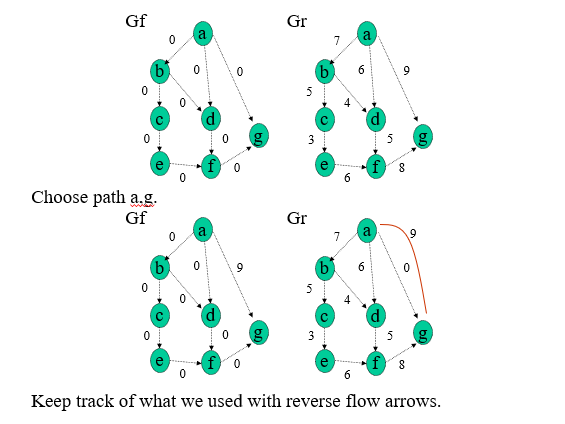 Gf Gr
0 a 7 a
b 0 0 b 6 9
0 0 5 4
c d c d
0 0 g 3 5 g
e f 0 e f 8
0 6
Choose path a,g.
Gf Gr
0 a 7 a 9
b 0 9 b 6 0
0 0 5 4
c d c d
0 0 g 3 5 g
e f 0 e f 8
0 6
Keep track of what we used with reverse flow arrows.